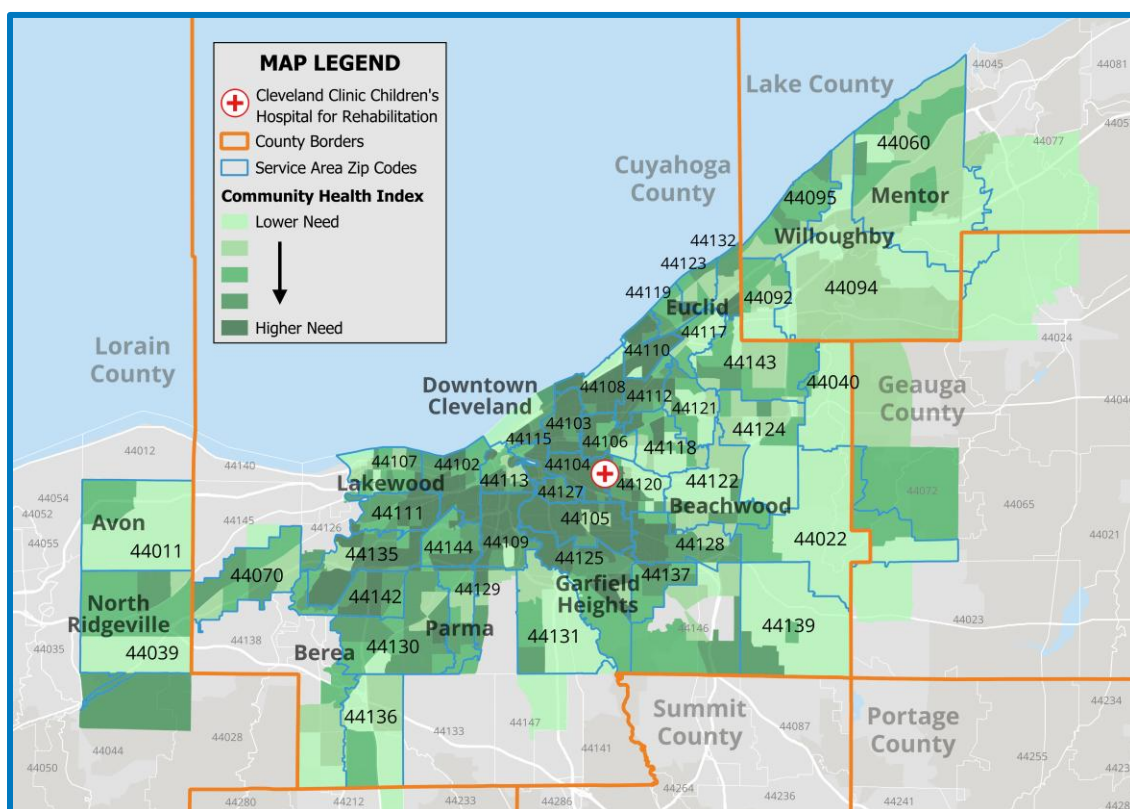 MAP LEGEND
Cleveland Clinic Children's
Hospital for Rehabilitation
County Borders
Service Area Zip Codes
Community Health Index
Lower Need
Higher Need
Lake County
44045
44081
44077
44060
Mentor
Cuyahoga
County
44095
Willoughby
44132
44123
44119
Euclid
44092
44094
44117
Lorain
County
44110
44143
44024
44040
Geauga
County
Downtown
Cleveland
44108
44112
44121
44124
44103
44115
44106
44118
44012
44140
44107
44102
44104
44113
Lakewood
44127
44120
44122
Beachwood
44072
44065
44054
44052
44055
Avon
44011
44145
44126
44111
44105
44021
44135
44144
44109
44125
44128
44022
44070
44142
44129
44137
Garfield
Heights
North
Ridgeville
44039
44035
44138
Berea
44130
Parma
44131
44146
44139
44023
44136
44133
44147
44141
Summit
County
44087
Portage
County
44234
44044
44028
44050
44255
44280
44212
44233
44286
44264
44236
44241